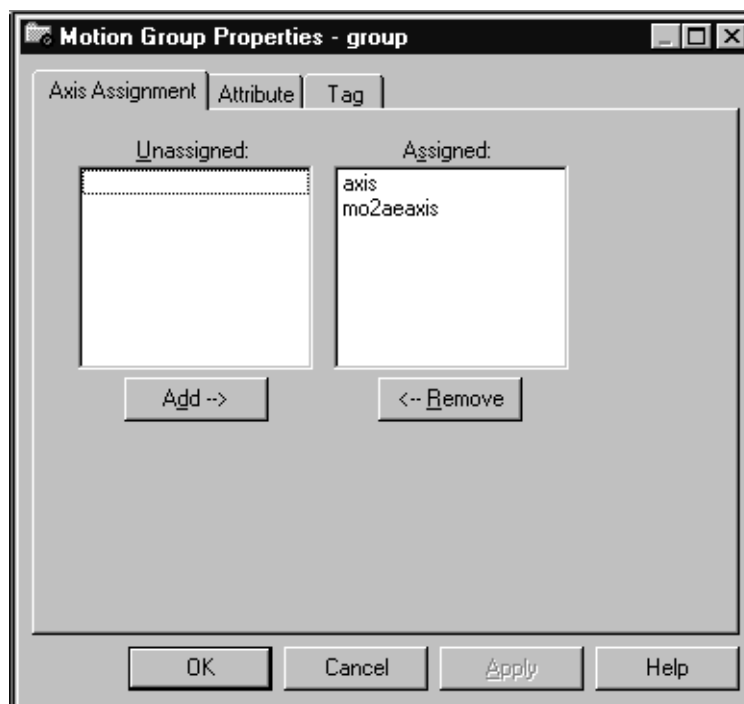 Motion Group Properties - group
Axis Assignment Attribute Tag
Unassigned: Assigned:
axis
mo2aeaxis
Add --> <-- Remove
OK Cancel Apply Help